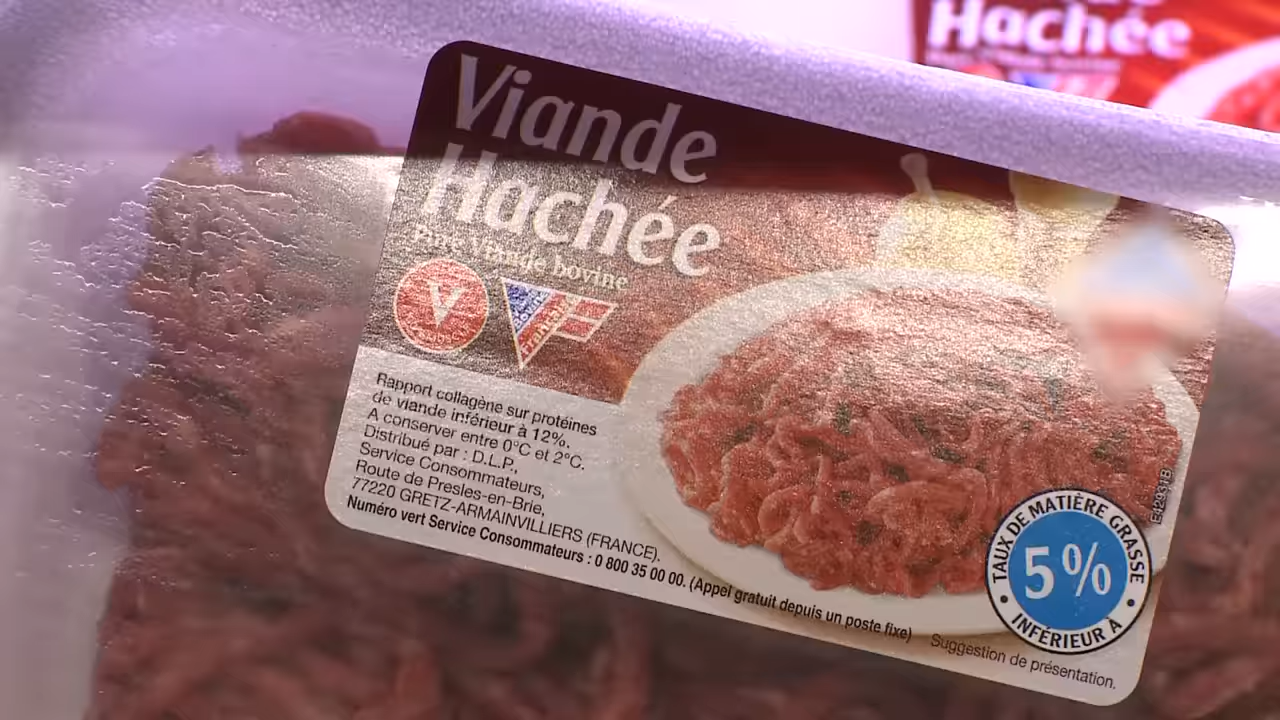 Hachée
Viande
Hachée
Pure viande bovine
V
Rapport collagène sur protéines
de viande inférieur à 12%.
A conserver entre 0°C et 2°C.
Distribué par : D.L.P.,
Service Consommateurs,
Route de Presles-en-Brie,
77220 GRETZ-ARMAINVILLIERS (FRANCE).
Numéro vert Service Consommateurs : 0 800 35 00 00. (Appel gratuit depuis un poste fixe)
TAUX DE MATIÈRE GRASSE
5%
INFÉRIEUR À
Suggestion de présentation.